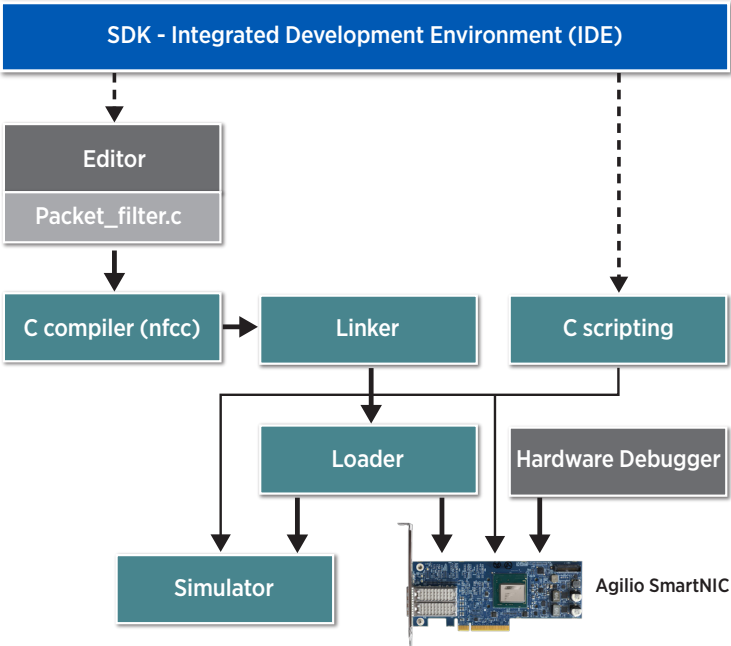 SDK - Integrated Development Environment (IDE)
Editor
Packet_filter.c
C compiler (nfcc)
Linker
C scripting
Loader
Hardware Debugger
Simulator
Agilio SmartNIC